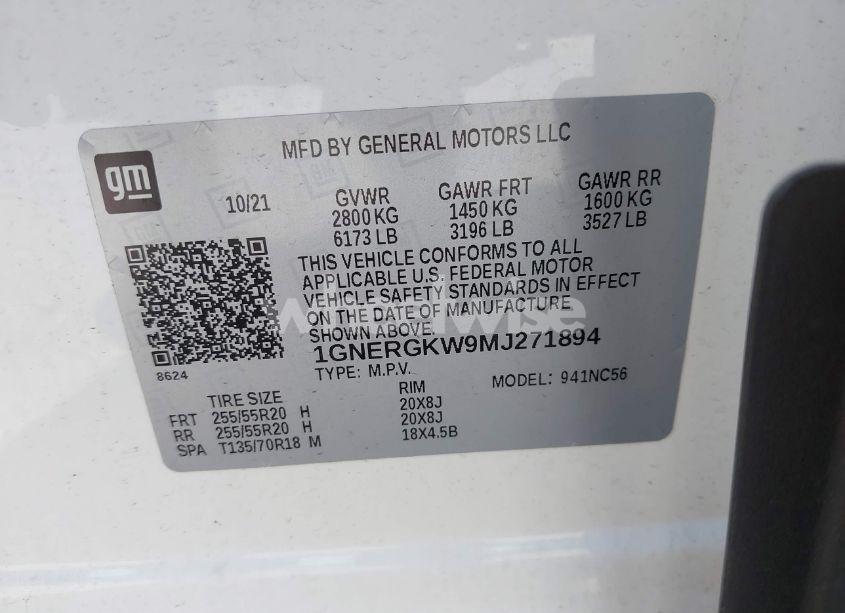 MFD BY GENERAL MOTORS LLC
gm
10/21 GVWR GAWR FRT GAWR RR
2800 KG 1450 KG 1600 KG
6173 LB 3196 LB 3527 LB
THIS VEHICLE CONFORMS TO ALL
APPLICABLE U.S. FEDERAL MOTOR
VEHICLE SAFETY STANDARDS IN EFFECT
ON THE DATE OF MANUFACTURE
SHOWN ABOVE.
1GNERGKW9MJ271894
8624
TYPE: M.P.V. MODEL: 941NC56
TIRE SIZE RIM
FRT 255/55R20 H 20X8J
RR 255/55R20 H 20X8J
SPA T135/70R18 M 18X4.5B